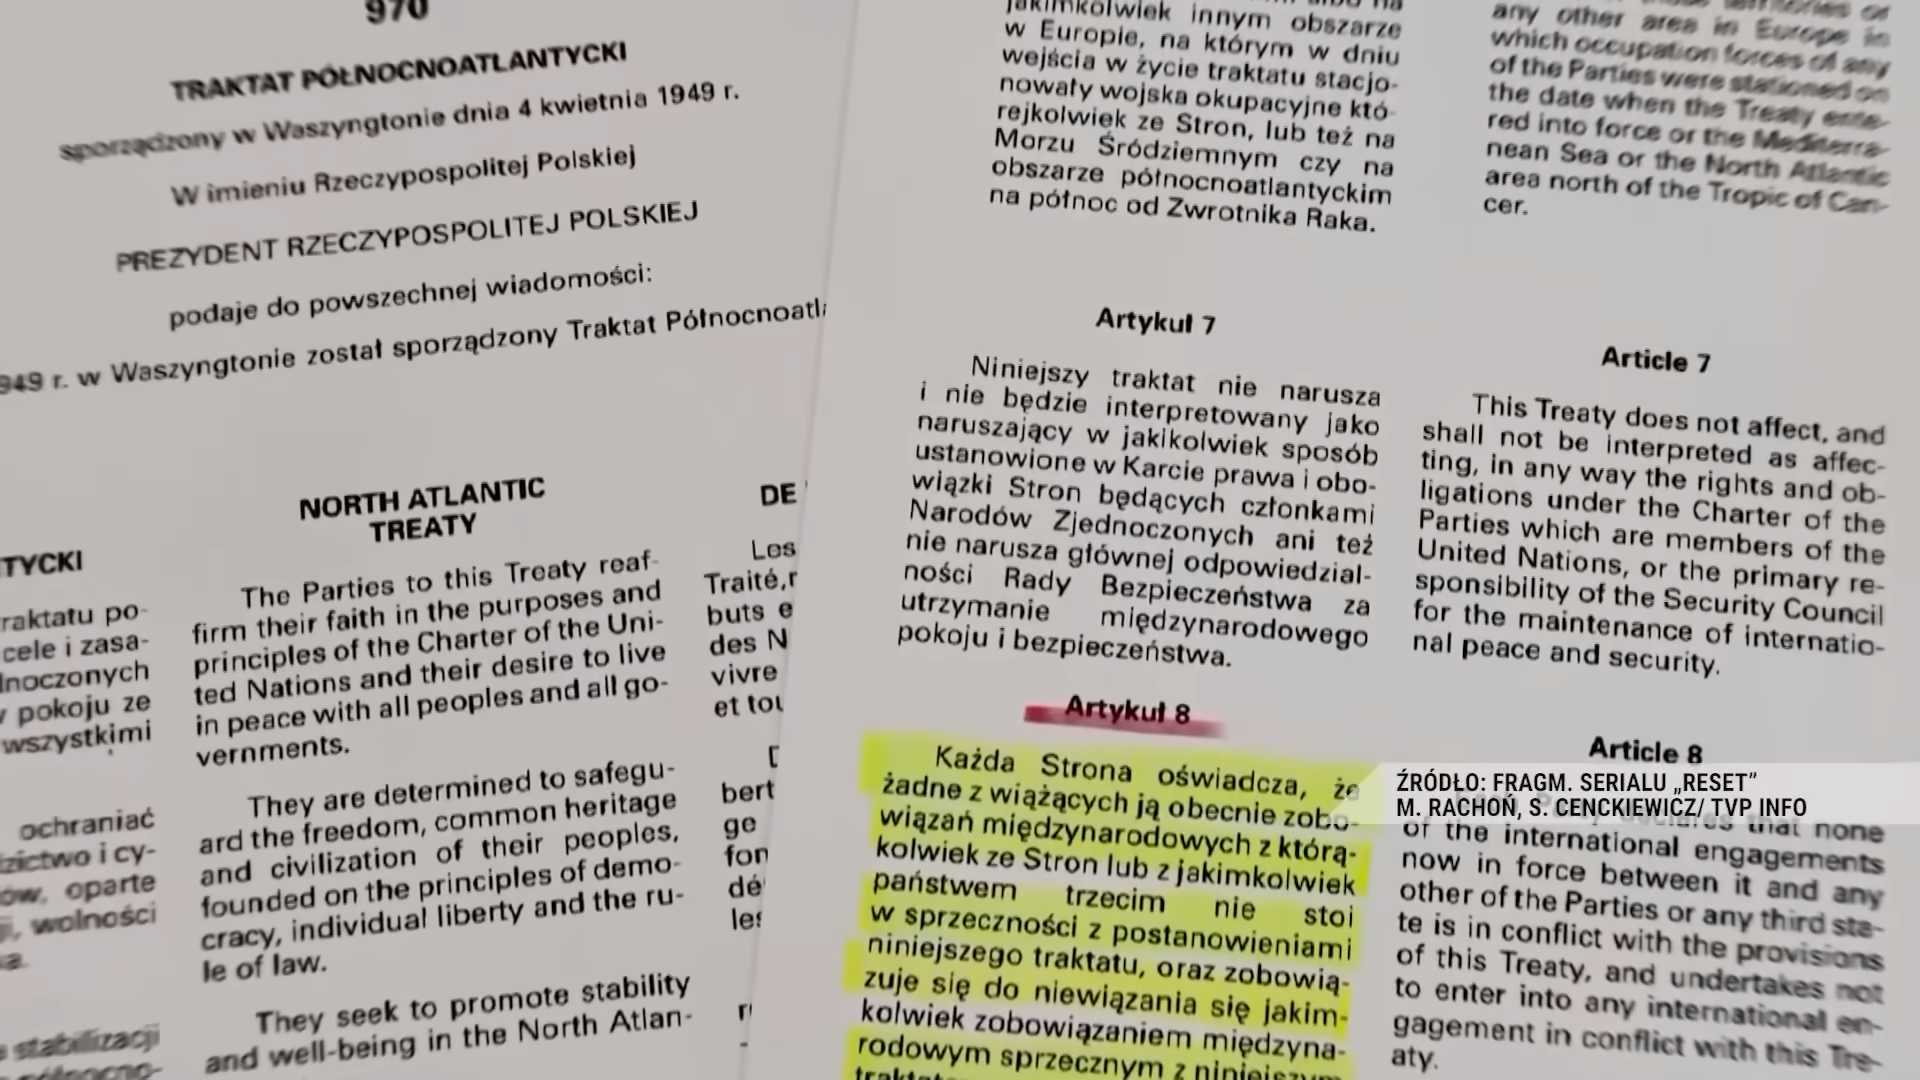 970
TRAKTAT PÓŁNOCNOATLANTYCKI
sporządzony w Waszyngtonie dnia 4 kwietnia 1949 r.
W imieniu Rzeczypospolitej Polskiej
PREZYDENT RZECZYPOSPOLITEJ POLSKIEJ
podaje do powszechnej wiadomości:
949 r. w Waszyngtonie został sporządzony Traktat Północnoatla
TYCKI
raktatu po-
cele i zasa-
dnoczonych
pokoju ze
wszystkimi
ochraniać
i cy-
ów, oparte
wolności
stabilizacji
NORTH ATLANTIC
TREATY
The Parties to this Treaty reaf-
firm their faith in the purposes and
principles of the Charter of the Uni-
ted Nations and their desire to live
in peace with all peoples and all go-
vernments.
They are determined to safegu-
ard the freedom, common heritage
and civilization of their peoples,
founded on the principles of demo-
cracy, individual liberty and the ru-
le of law.
They seek to promote stability
and well-being in the North Atlan-
DE
Les
Traité,
buts e
des N
vivre
et tou
D
bert
ge
fon
dé
les
jakimkolwiek innym obszarze
w Europie, na którym w dniu
wejścia w życie traktatu stacjo-
nowały wojska okupacyjne któ-
rejkolwiek ze Stron, lub też na
Morzu Śródziemnym czy na
obszarze północnoatlantyckim
na północ od Zwrotnika Raka.
Artykuł 7
Niniejszy traktat nie narusza
i nie będzie interpretowany jako
naruszający w jakikolwiek sposób
ustanowione w Karcie prawa i obo-
wiązki Stron będących członkami
Narodów Zjednoczonych ani też
nie narusza głównej odpowiedzial-
ności Rady Bezpieczeństwa za
utrzymanie międzynarodowego
pokoju i bezpieczeństwa.
Artykuł 8
Każda Strona oświadcza, że
żadne z wiążących ją obecnie zobo-
wiązań międzynarodowych z którą-
kolwiek ze Stron lub z jakimkolwiek
państwem trzecim nie stoi
w sprzeczności z postanowieniami
niniejszego traktatu, oraz zobowią-
zuje się do niewiązania się jakim-
kolwiek zobowiązaniem międzyna-
rodowym sprzecznym z niniejszym
any other area in Europe in
which occupation forces of any
of the Parties were stationed on
the date when the Treaty ente-
red into force or the Mediterra-
nean Sea or the North Atlantic
area north of the Tropic of Can-
cer.
Article 7
This Treaty does not affect, and
shall not be interpreted as affec-
ting, in any way the rights and ob-
ligations under the Charter of the
Parties which are members of the
United Nations, or the primary re-
sponsibility of the Security Council
for the maintenance of internatio-
nal peace and security.
Article 8
ŹRÓDŁO: FRAGM. SERIALU „RESET”
M. RACHOŃ, S. CENCKIEWICZ/ TVP INFO
that none
of the international engagements
now in force between it and any
other of the Parties or any third sta-
te is in conflict with the provisions
of this Treaty, and undertakes not
to enter into any international en-
gagement in conflict with this Tre-
aty.